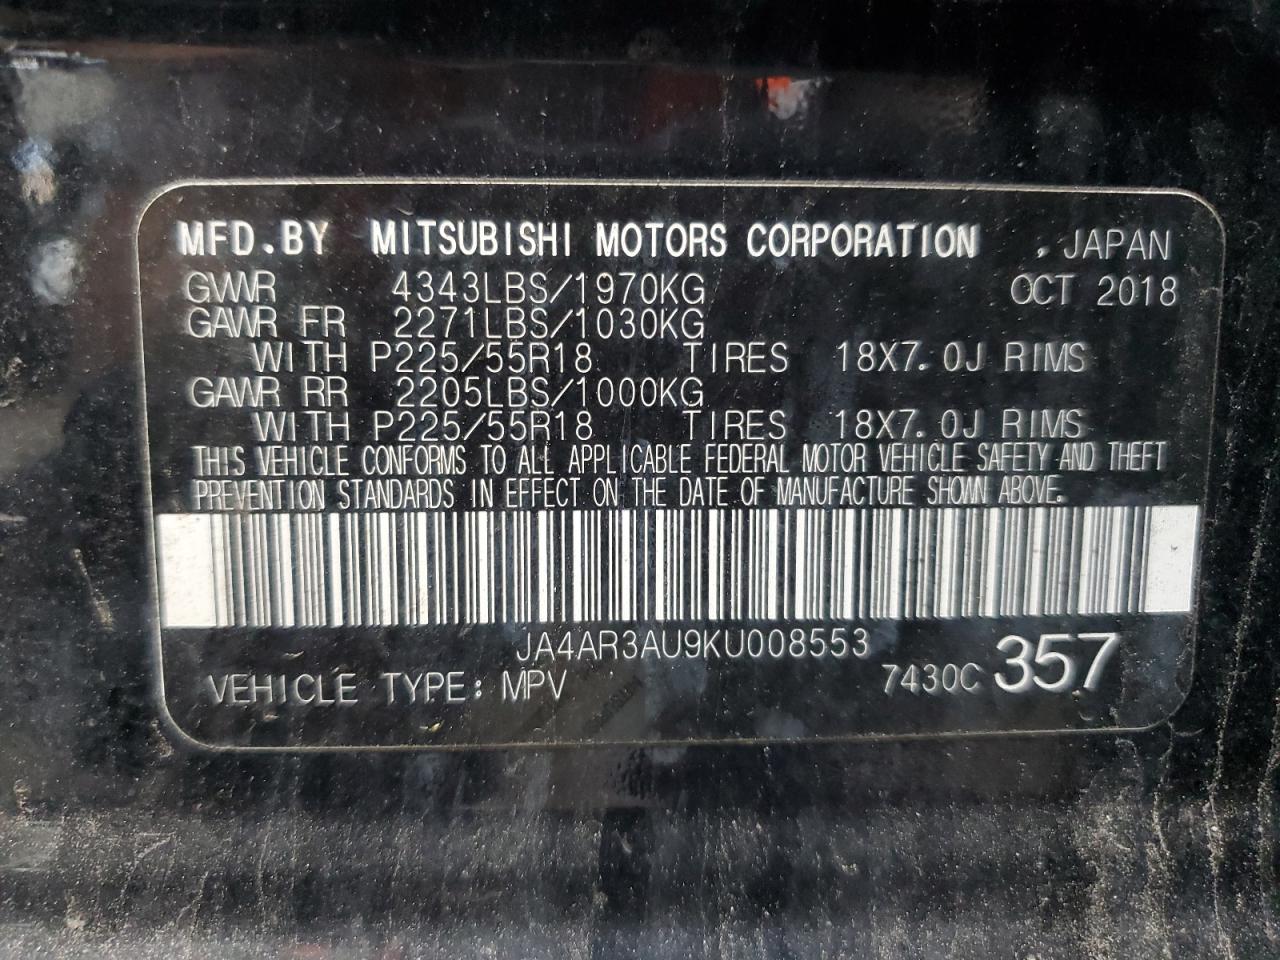 MFD.BY MITSUBISHI MOTORS CORPORATION , JAPAN
GVWR 4343LBS/1970KG OCT 2018
GAWR FR 2271LBS/1030KG
WITH P225/55R18 TIRES 18X7.0J RIMS
GAWR RR 2205LBS/1000KG
WITH P225/55R18 TIRES 18X7.0J RIMS
THIS VEHICLE CONFORMS TO ALL APPLICABLE FEDERAL MOTOR VEHICLE SAFETY AND THEFT
PREVENTION STANDARDS IN EFFECT ON THE DATE OF MANUFACTURE SHOWN ABOVE.
JA4AR3AU9KU008553
VEHICLE TYPE: MPV 7430C 357